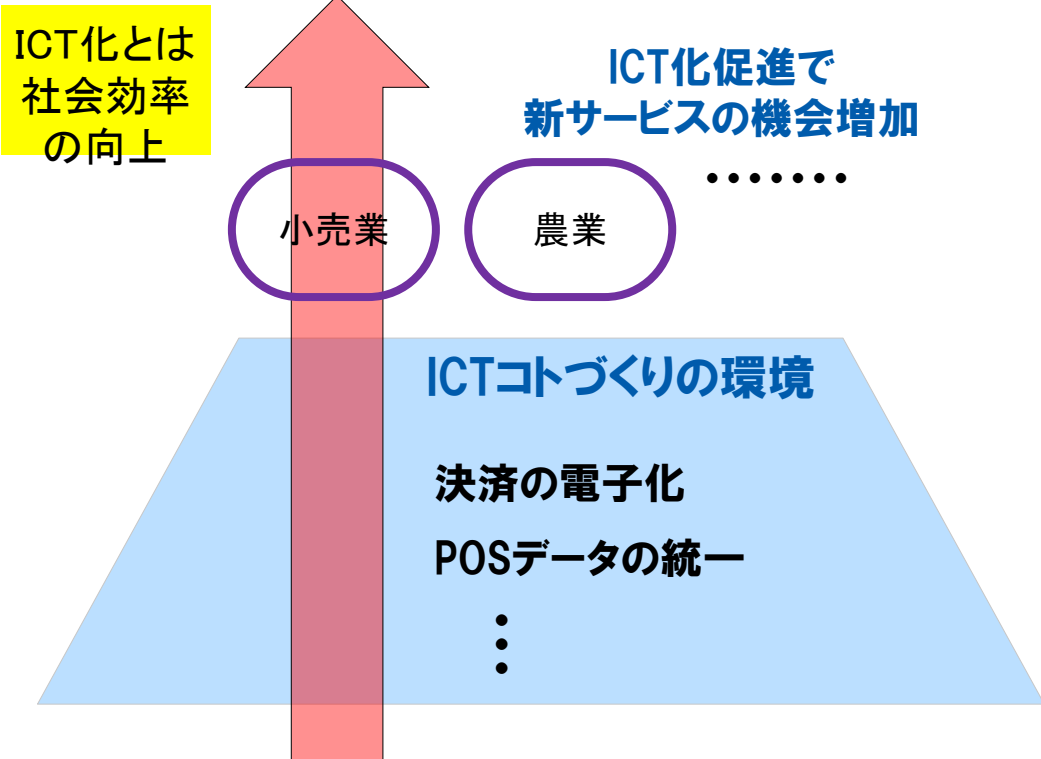 ICT化とは
社会効率
の向上
ICT化促進で
新サービスの機会増加
・・・・・・・
小売業
農業
ICTコトづくりの環境
決済の電子化
POSデータの統一